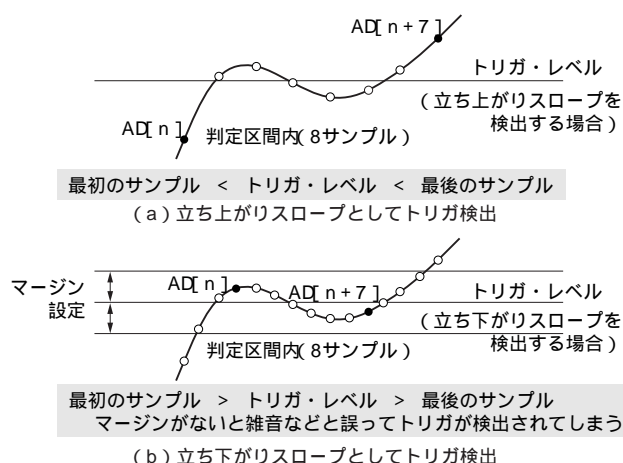 AD[n+7]
トリガ・レベル
(立ち上がりスロープを
検出する場合)
AD[n]
判定区間内(8サンプル)
最初のサンプル < トリガ・レベル < 最後のサンプル
(a)立ち上がりスロープとしてトリガ検出
マージン
設定
AD[n]
AD[n+7]
トリガ・レベル
(立ち下がりスロープを
検出する場合)
判定区間内(8サンプル)
最初のサンプル > トリガ・レベル > 最後のサンプル
マージンがないと雑音などと誤ってトリガが検出されてしまう
(b)立ち下がりスロープとしてトリガ検出